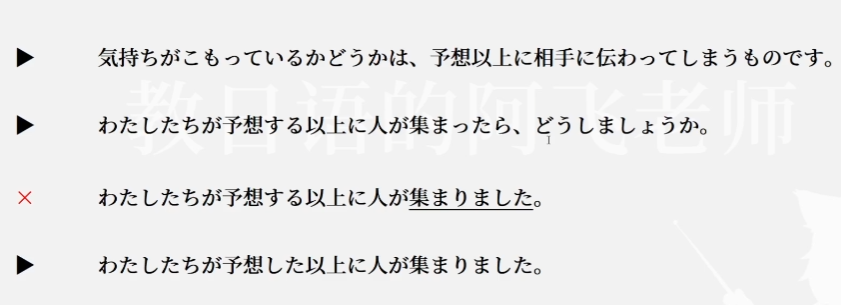 ▶ 気持ちがこもっているかどうかは、予想以上に相手に伝わってしまうものです。
教日语的阿飞老师
▶ わたしたちが予想する以上に人が集まったら、どうしましょうか。
× わたしたちが予想する以上に人が集まりました。
▶ わたしたちが予想した以上に人が集まりました。